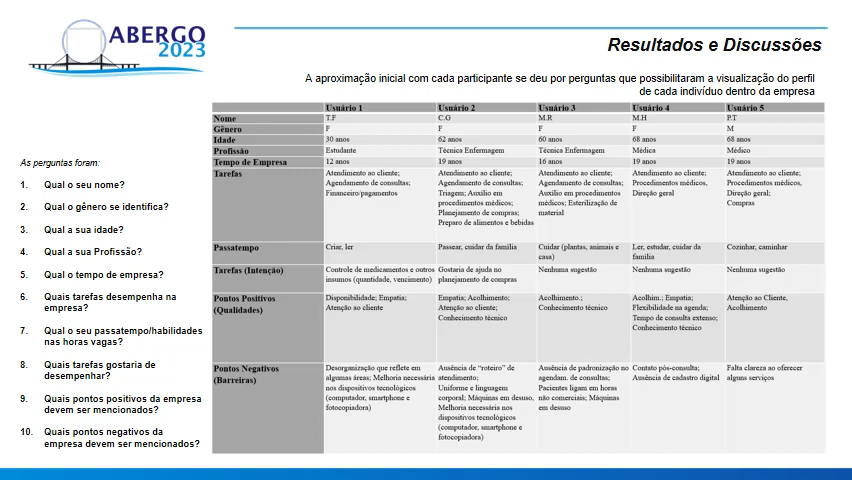 ABERGO
2023
Resultados e Discussões
A aproximação inicial com cada participante se deu por perguntas que possibilitaram a visualização do perfil
de cada indivíduo dentro da empresa
As perguntas foram:
1. Qual o seu nome?
2. Qual o gênero se identifica?
3. Qual a sua idade?
4. Qual a sua Profissão?
5. Qual o tempo de empresa?
6. Quais tarefas desempenha na
empresa?
7. Qual o seu passatempo/habilidades
nas horas vagas?
8. Quais tarefas gostaria de
desempenhar?
9. Quais pontos positivos da empresa
devem ser mencionados?
10. Quais pontos negativos da
empresa devem ser mencionados?
Usuário 1 Usuário 2 Usuário 3 Usuário 4 Usuário 5
Nome T.F C.G M.R M.H P.T
Gênero F F F F M
Idade 30 anos 62 anos 60 anos 68 anos 68 anos
Profissão Estudante Técnica Enfermagem Técnica Enfermagem Médica Médico
Tempo de Empresa 12 anos 19 anos 16 anos 19 anos 19 anos
Tarefas Atendimento ao cliente; Atendimento ao cliente; Atendimento ao cliente; Atendimento ao cliente; Atendimento ao cliente;
Agendamento de consultas; Agendamento de consultas; Agendamento de consultas; Procedimentos médicos, Procedimentos médicos,
Financeiro/pagamentos Triagem; Auxílio em Auxílio em procedimentos Direção geral Direção geral;
procedimentos médicos; médicos; Esterilização de Compras
Planejamento de compras; material
Preparo de alimentos e bebidas
Passatempo Criar, ler Passear, cuidar da família Cuidar (plantas, animais e Ler, estudar, cuidar da Cozinhar, caminhar
casa) família
Tarefas (Intenção) Controle de medicamentos e outros Gostaria de ajuda no Nenhuma sugestão Nenhuma sugestão Nenhuma sugestão
insumos (quantidade, vencimento) planejamento de compras
Pontos Positivos Disponibilidade; Empatia; Empatia; Acolhimento; Acolhimento.; Acolhim.; Empatia; Atenção ao Cliente,
(Qualidades) Atenção ao cliente Atenção ao cliente; Conhecimento técnico Flexibilidade na agenda; Acolhimento
Conhecimento técnico Tempo de consulta extenso;
Conhecimento técnico
Pontos Negativos Desorganização que reflete em Ausência de “roteiro” de Ausência de padronização no Contato pós-consulta; Falta clareza ao oferecer
(Barreiras) algumas áreas; Melhoria necessária atendimento; agendam. de consultas; Ausência de cadastro digital alguns serviços
nos dispositivos tecnológicos Uniforme e linguagem Pacientes ligam em horas
(computador, smartphone e corporal; Máquinas em desuso, não comerciais; Máquinas
fotocopiadora) Melhoria necessária nos em desuso
dispositivos tecnológicos
(computador, smartphone e
fotocopiadora)